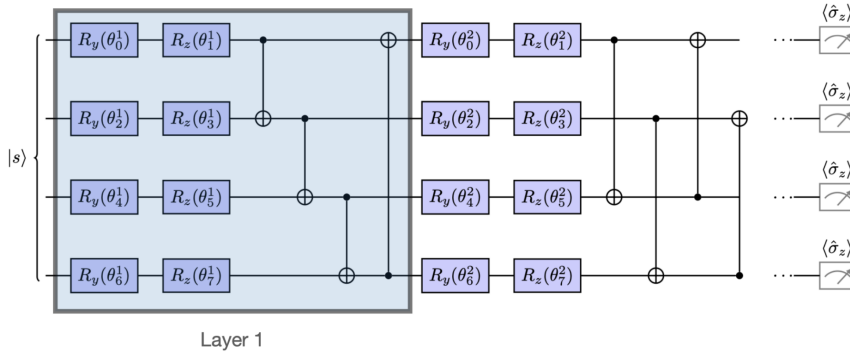 ⟨σ̂_z⟩
R_y(θ_0^1) R_z(θ_1^1) R_y(θ_0^2) R_z(θ_1^2) ...
⟨σ̂_z⟩
R_y(θ_2^1) R_z(θ_3^1) R_y(θ_2^2) R_z(θ_3^2) ...
|s⟩
⟨σ̂_z⟩
R_y(θ_4^1) R_z(θ_5^1) R_y(θ_4^2) R_z(θ_5^2) ...
⟨σ̂_z⟩
R_y(θ_6^1) R_z(θ_7^1) R_y(θ_6^2) R_z(θ_7^2) ...
Layer 1